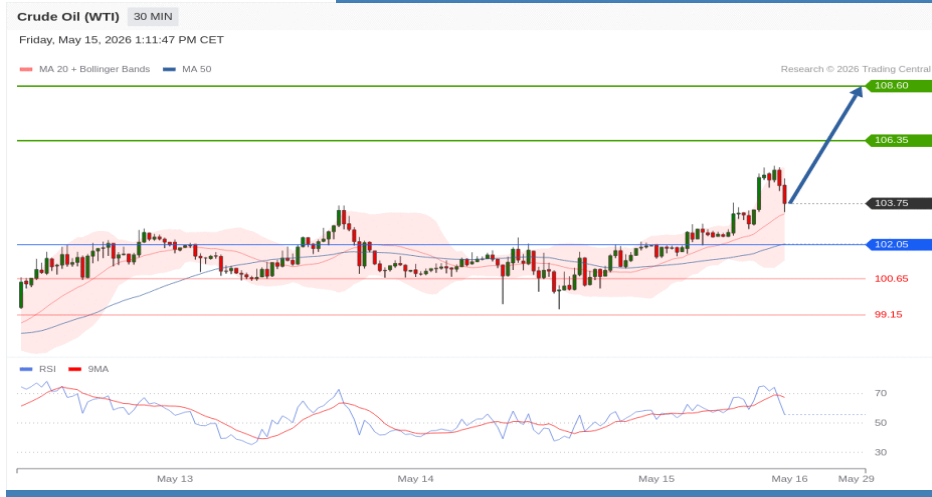 Crude Oil (WTI) 30 MIN
Friday, May 15, 2026 1:11:47 PM CET
MA 20 + Bollinger Bands MA 50 Research © 2026 Trading Central
108.60
106.35
103.75
102.05
100.65
99.15
RSI 9MA
70
50
30
May 13 May 14 May 15 May 16 May 29